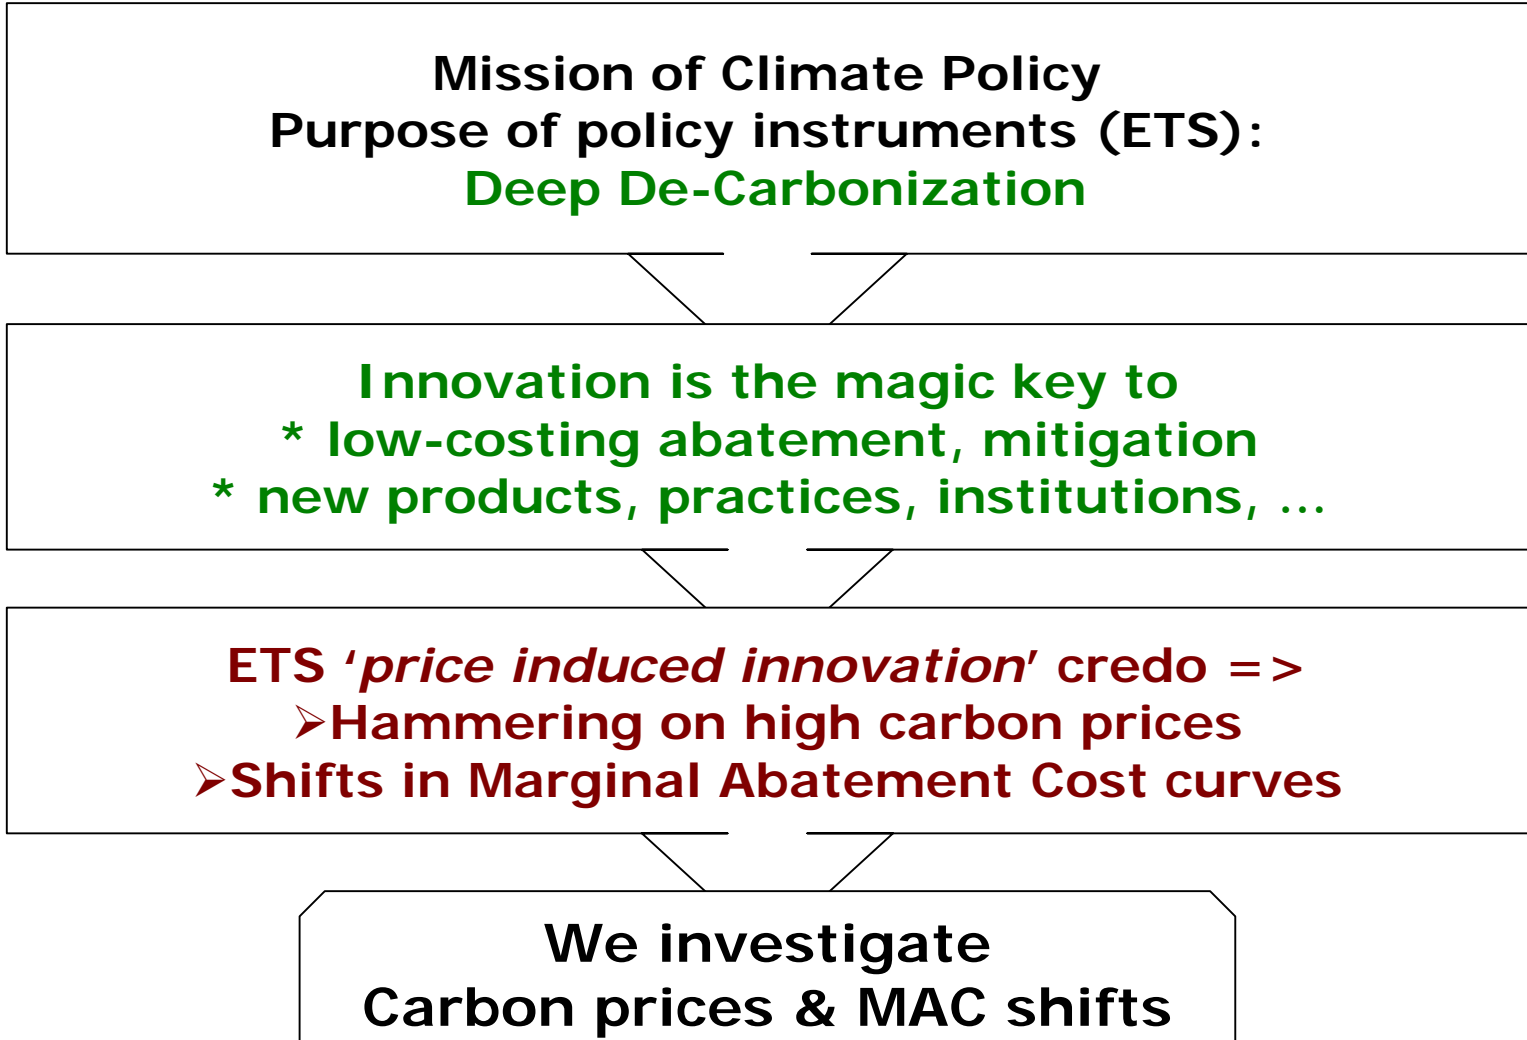 Mission of Climate Policy
Purpose of policy instruments (ETS):
Deep De-Carbonization
Innovation is the magic key to
* low-costing abatement, mitigation
* new products, practices, institutions, …
ETS ‘price induced innovation’ credo =>
➢Hammering on high carbon prices
➢Shifts in Marginal Abatement Cost curves
We investigate
Carbon prices & MAC shifts